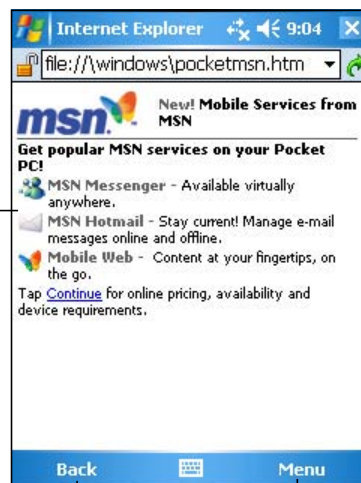 Internet Explorer 9:04
file://\windows\pocketmsn.htm
msn.
New! Mobile Services from
MSN
Get popular MSN services on your Pocket
PC!
MSN Messenger - Available virtually
anywhere.
MSN Hotmail - Stay current! Manage e-mail
messages online and offline.
Mobile Web - Content at your fingertips, on
the go.
Tap Continue for online pricing, availability and
device requirements.
Back Menu